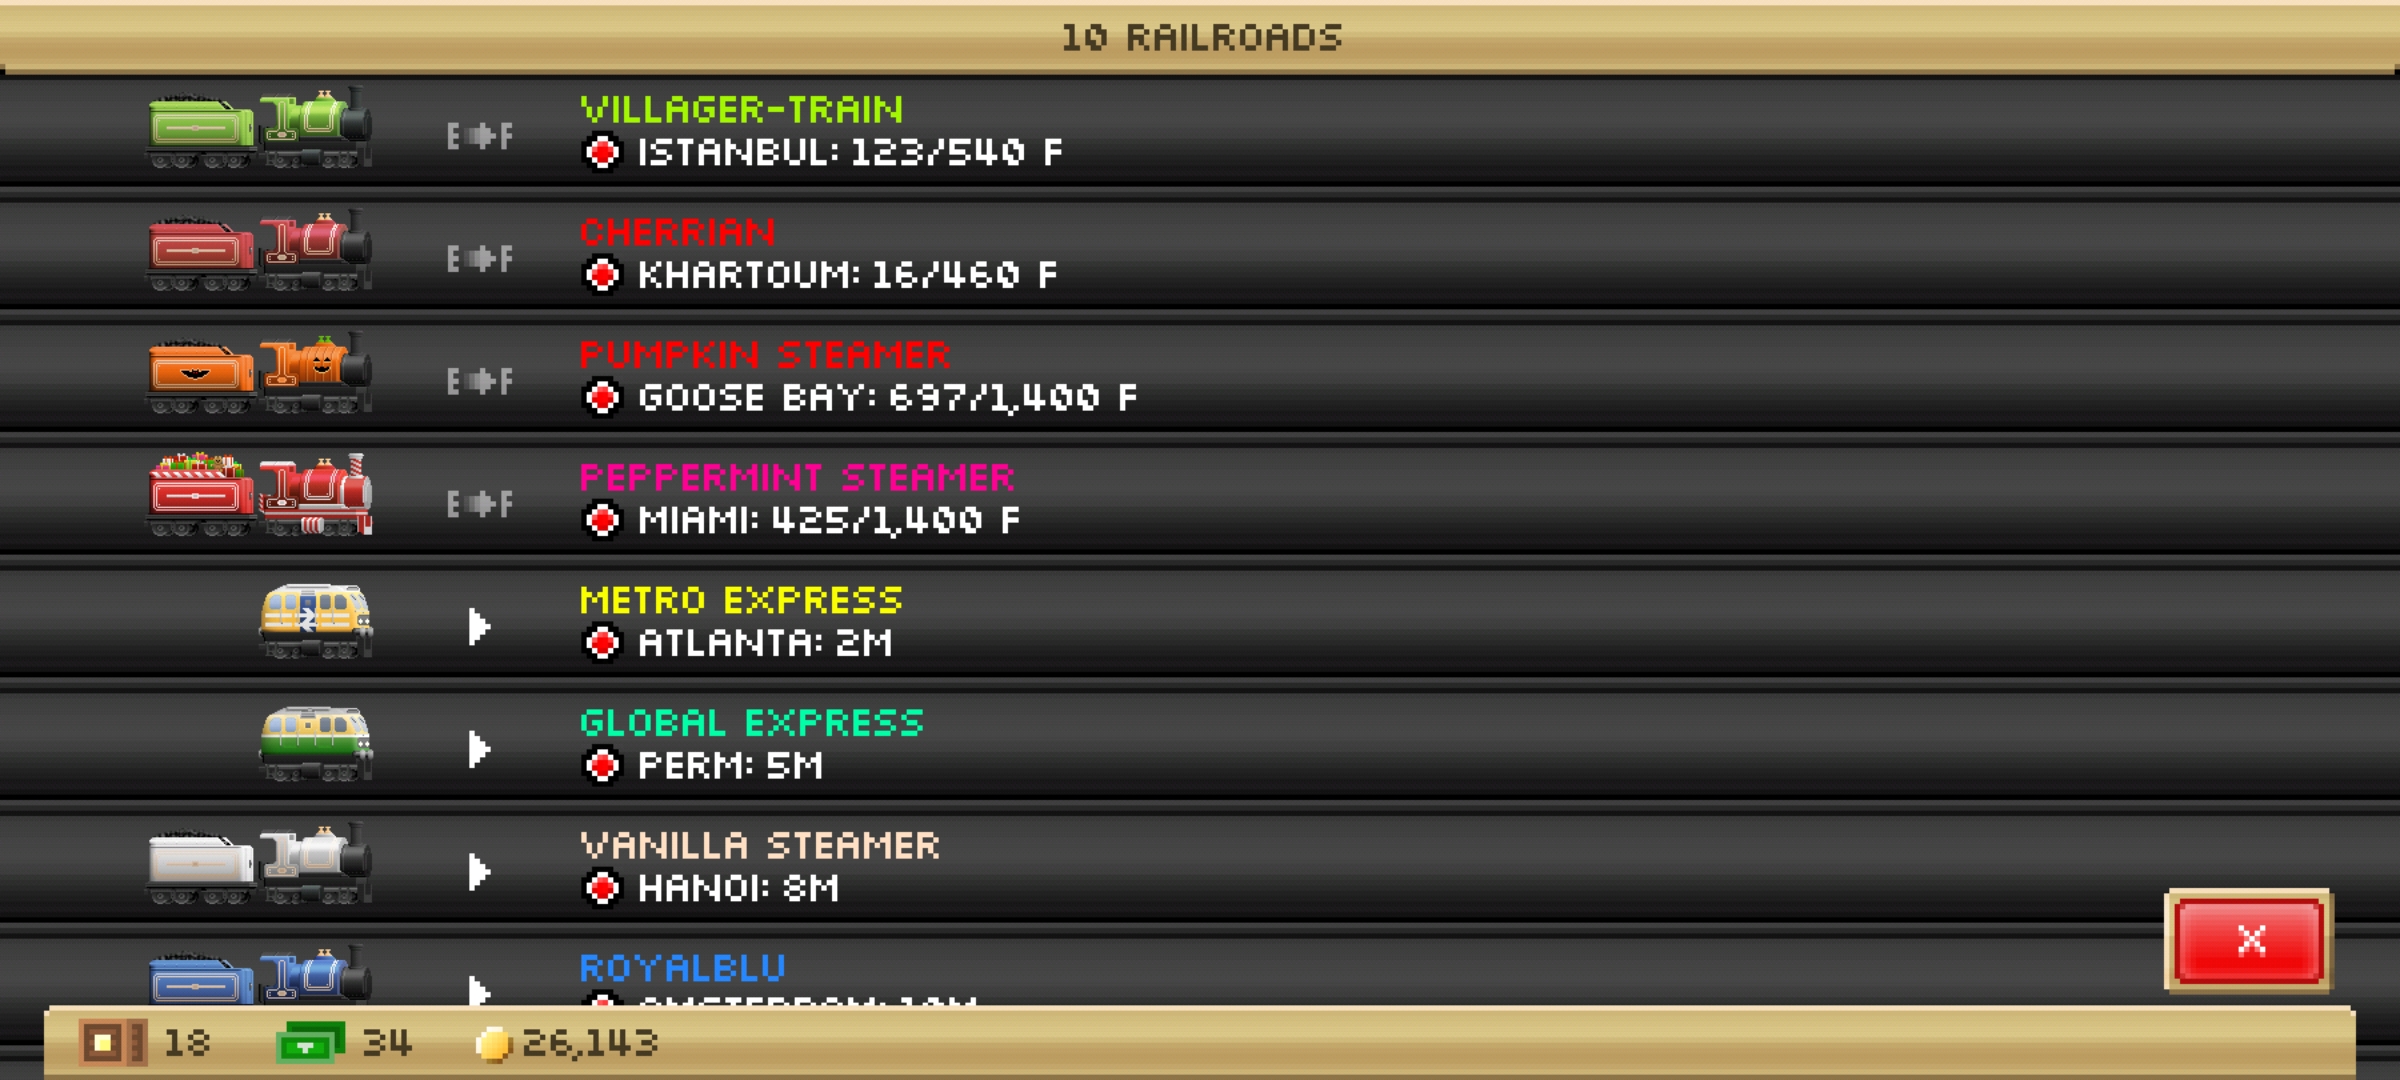 10 RAILROADS
VILLAGER-TRAIN
E F
ISTANBUL: 123/540 F
CHERRIAN
E F
KHARTOUM: 16/460 F
PUMPKIN STEAMER
E F
GOOSE BAY: 697/1,400 F
PEPPERMINT STEAMER
E F
MIAMI: 425/1,400 F
METRO EXPRESS
ATLANTA: 2M
GLOBAL EXPRESS
PERM: 5M
VANILLA STEAMER
HANOI: 8M
ROYALBLU
X
18 34 26,143